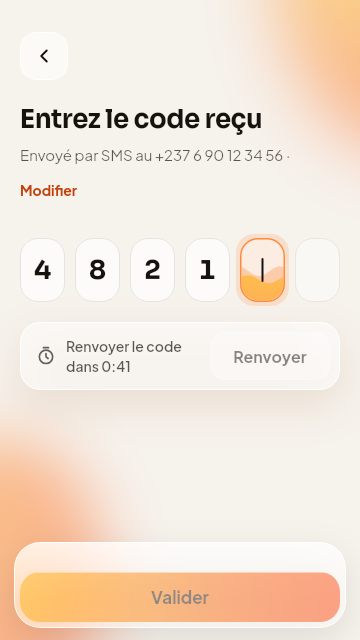 Entrez le code reçu
Envoyé par SMS au +237 6 90 12 34 56 ·
Modifier
4 8 2 1
Renvoyer le code
dans 0:41
Renvoyer
Valider